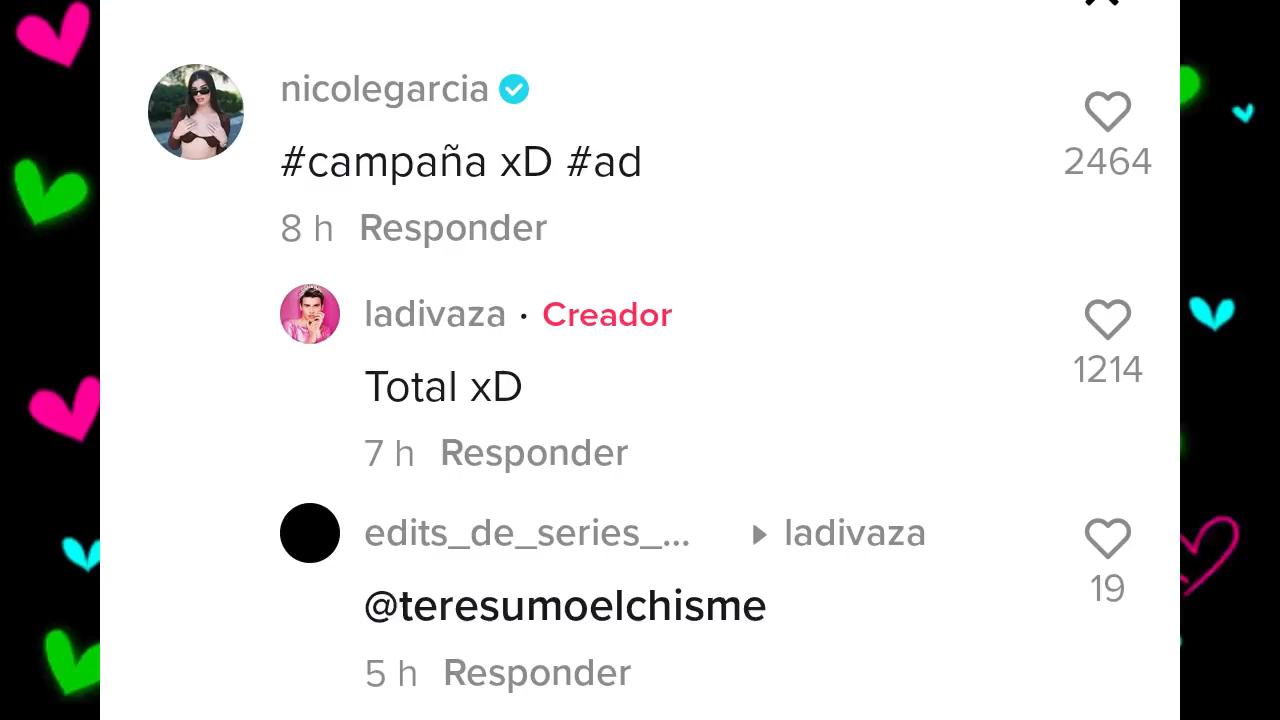 nicolegarcia
2464
#campaña xD #ad
8 h Responder
ladivaza · Creador
1214
Total xD
7 h Responder
edits_de_series_... ▸ ladivaza
19
@teresumoelchisme
5 h Responder